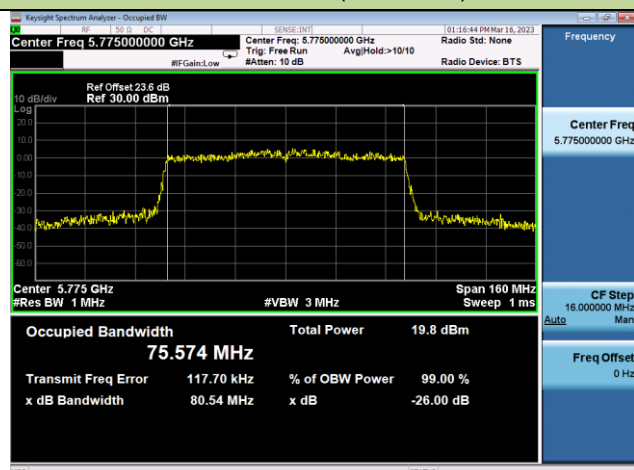 Keysight Spectrum Analyzer - Occupied BW
RF 50 Ω DC SENSE:INT 01:16:44 PM Mar 16, 2023
Center Freq 5.775000000 GHz Center Freq: 5.775000000 GHz Radio Std: None
Trig: Free Run Avg|Hold:>10/10
#IFGain:Low #Atten: 10 dB Radio Device: BTS
Ref Offset 23.6 dB
10 dB/div Ref 30.00 dBm
Log
20.0
10.0
0.00
-10.0
-20.0
-30.0
-40.0
-50.0
-60.0
Center 5.775 GHz Span 160 MHz
#Res BW 1 MHz #VBW 3 MHz Sweep 1 ms
Occupied Bandwidth Total Power 19.8 dBm
75.574 MHz
Transmit Freq Error 117.70 kHz % of OBW Power 99.00 %
x dB Bandwidth 80.54 MHz x dB -26.00 dB
Frequency
Center Freq
5.775000000 GHz
CF Step
16.000000 MHz
Auto Man
Freq Offset
0 Hz